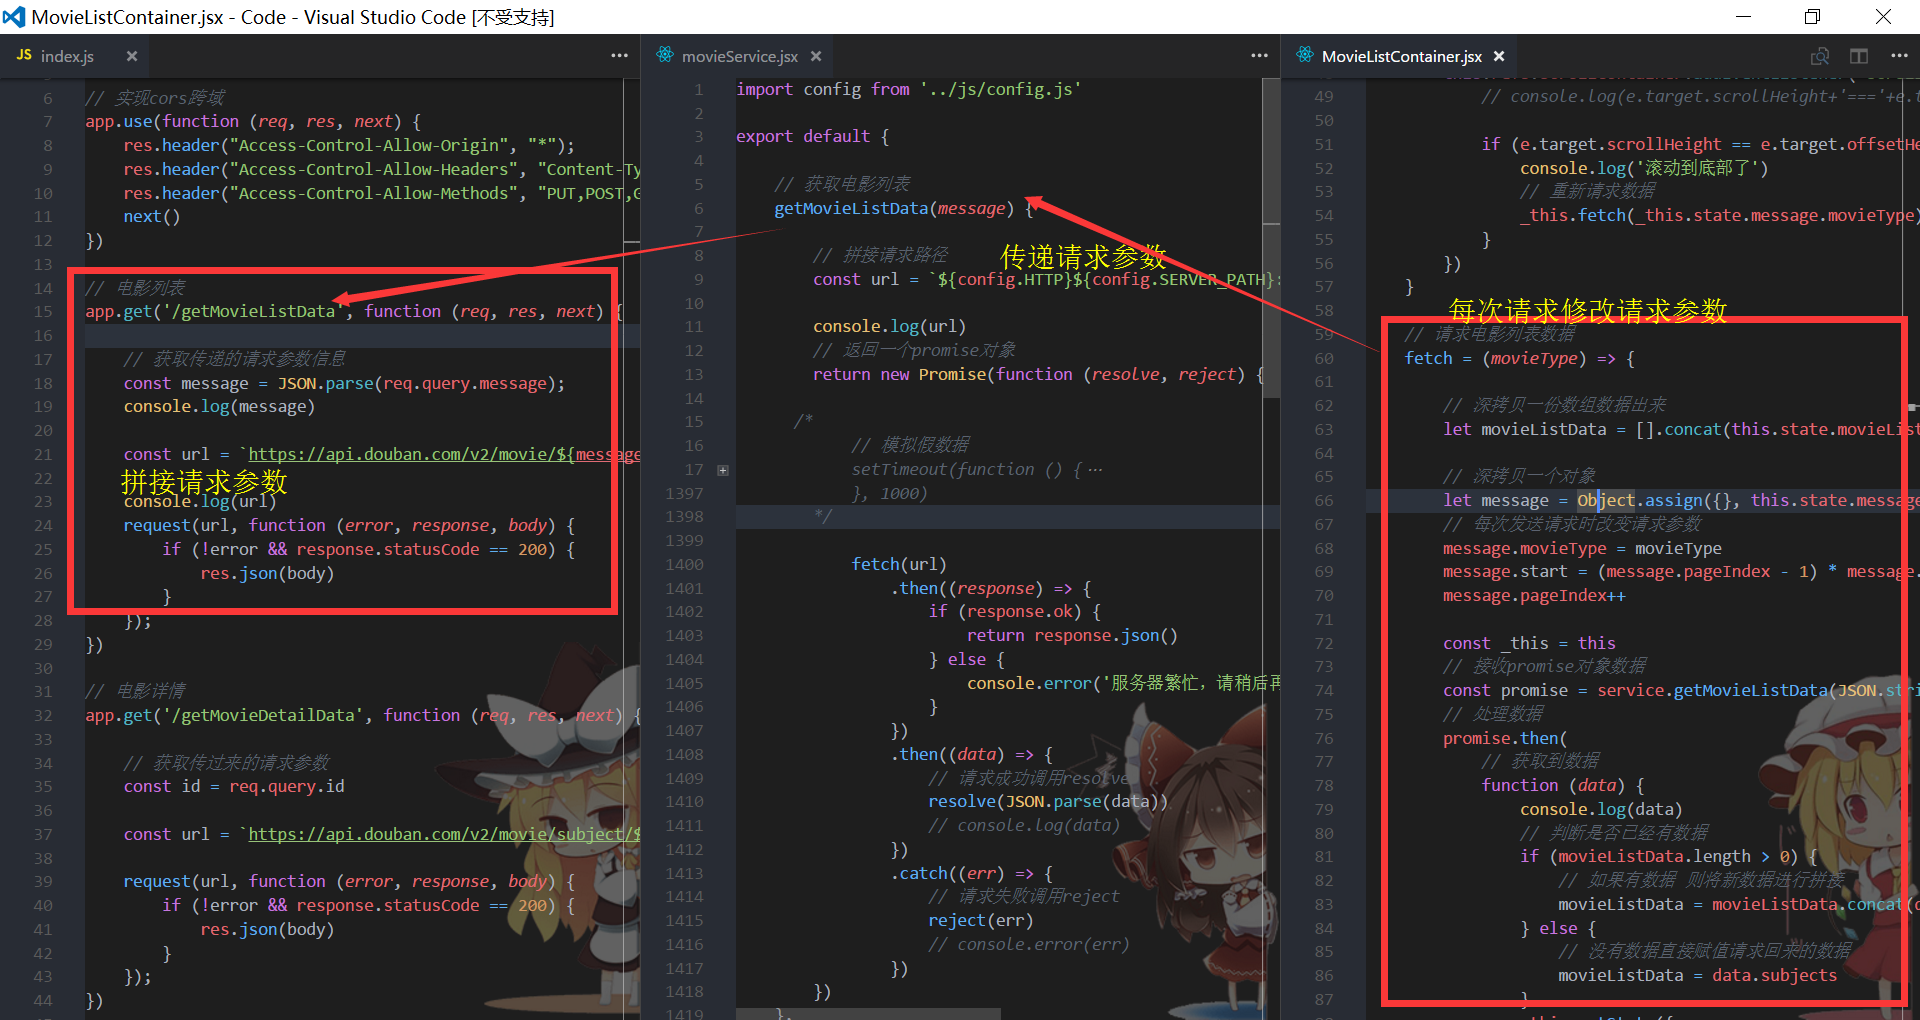 MovieListContainer.jsx - Code - Visual Studio Code [不受支持]
JS index.js
6 // 实现cors跨域
7 app.use(function (req, res, next) {
8 res.header("Access-Control-Allow-Origin", "*");
9 res.header("Access-Control-Allow-Headers", "Content-Ty
10 res.header("Access-Control-Allow-Methods", "PUT,POST,G
11 next()
12 })
13
14 // 电影列表
15 app.get('/getMovieListData', function (req, res, next) {
16
17 // 获取传递的请求参数信息
18 const message = JSON.parse(req.query.message);
19 console.log(message)
20
21 const url = `https://api.douban.com/v2/movie/${message
22 拼接请求参数
23 console.log(url)
24 request(url, function (error, response, body) {
25 if (!error && response.statusCode == 200) {
26 res.json(body)
27 }
28 });
29 })
30
31 // 电影详情
32 app.get('/getMovieDetailData', function (req, res, next) {
33
34 // 获取传过来的请求参数
35 const id = req.query.id
36
37 const url = `https://api.douban.com/v2/movie/subject/$
38
39 request(url, function (error, response, body) {
40 if (!error && response.statusCode == 200) {
41 res.json(body)
42 }
43 });
44 })
movieService.jsx
1 import config from '../js/config.js'
2
3 export default {
4
5 // 获取电影列表
6 getMovieListData(message) {
7
8 // 拼接请求路径
传递请求参数
9 const url = `${config.HTTP}${config.SERVER_PATH}:
10
11 console.log(url)
12 // 返回一个promise对象
13 return new Promise(function (resolve, reject) {
14
15 /*
16 // 模拟假数据
17 setTimeout(function () { ...
1397 }, 1000)
1398 */
1399
1400 fetch(url)
1401 .then((response) => {
1402 if (response.ok) {
1403 return response.json()
1404 } else {
1405 console.error('服务器繁忙，请稍后再
1406 }
1407 })
1408 .then((data) => {
1409 // 请求成功调用resolve
1410 resolve(JSON.parse(data))
1411 // console.log(data)
1412 })
1413 .catch((err) => {
1414 // 请求失败调用reject
1415 reject(err)
1416 // console.error(err)
1417 })
1418 })
1419 },
MovieListContainer.jsx
49 // console.log(e.target.scrollHeight+'==='+e.t
50
51 if (e.target.scrollHeight == e.target.offsetHe
52 console.log('滚动到底部了')
53 // 重新请求数据
54 _this.fetch(_this.state.message.movieType)
55 }
56 })
57 }
58 每次请求修改请求参数
59 // 请求电影列表数据
60 fetch = (movieType) => {
61
62 // 深拷贝一份数组数据出来
63 let movieListData = [].concat(this.state.movieList
64
65 // 深拷贝一个对象
66 let message = Object.assign({}, this.state.message
67 // 每次发送请求时改变请求参数
68 message.movieType = movieType
69 message.start = (message.pageIndex - 1) * message.
70 message.pageIndex++
71
72 const _this = this
73 // 接收promise对象数据
74 const promise = service.getMovieListData(JSON.stri
75 // 处理数据
76 promise.then(
77 // 获取到数据
78 function (data) {
79 console.log(data)
80 // 判断是否已经有数据
81 if (movieListData.length > 0) {
82 // 如果有数据 则将新数据进行拼接
83 movieListData = movieListData.concat(d
84 } else {
85 // 没有数据直接赋值请求回来的数据
86 movieListData = data.subjects
87 }